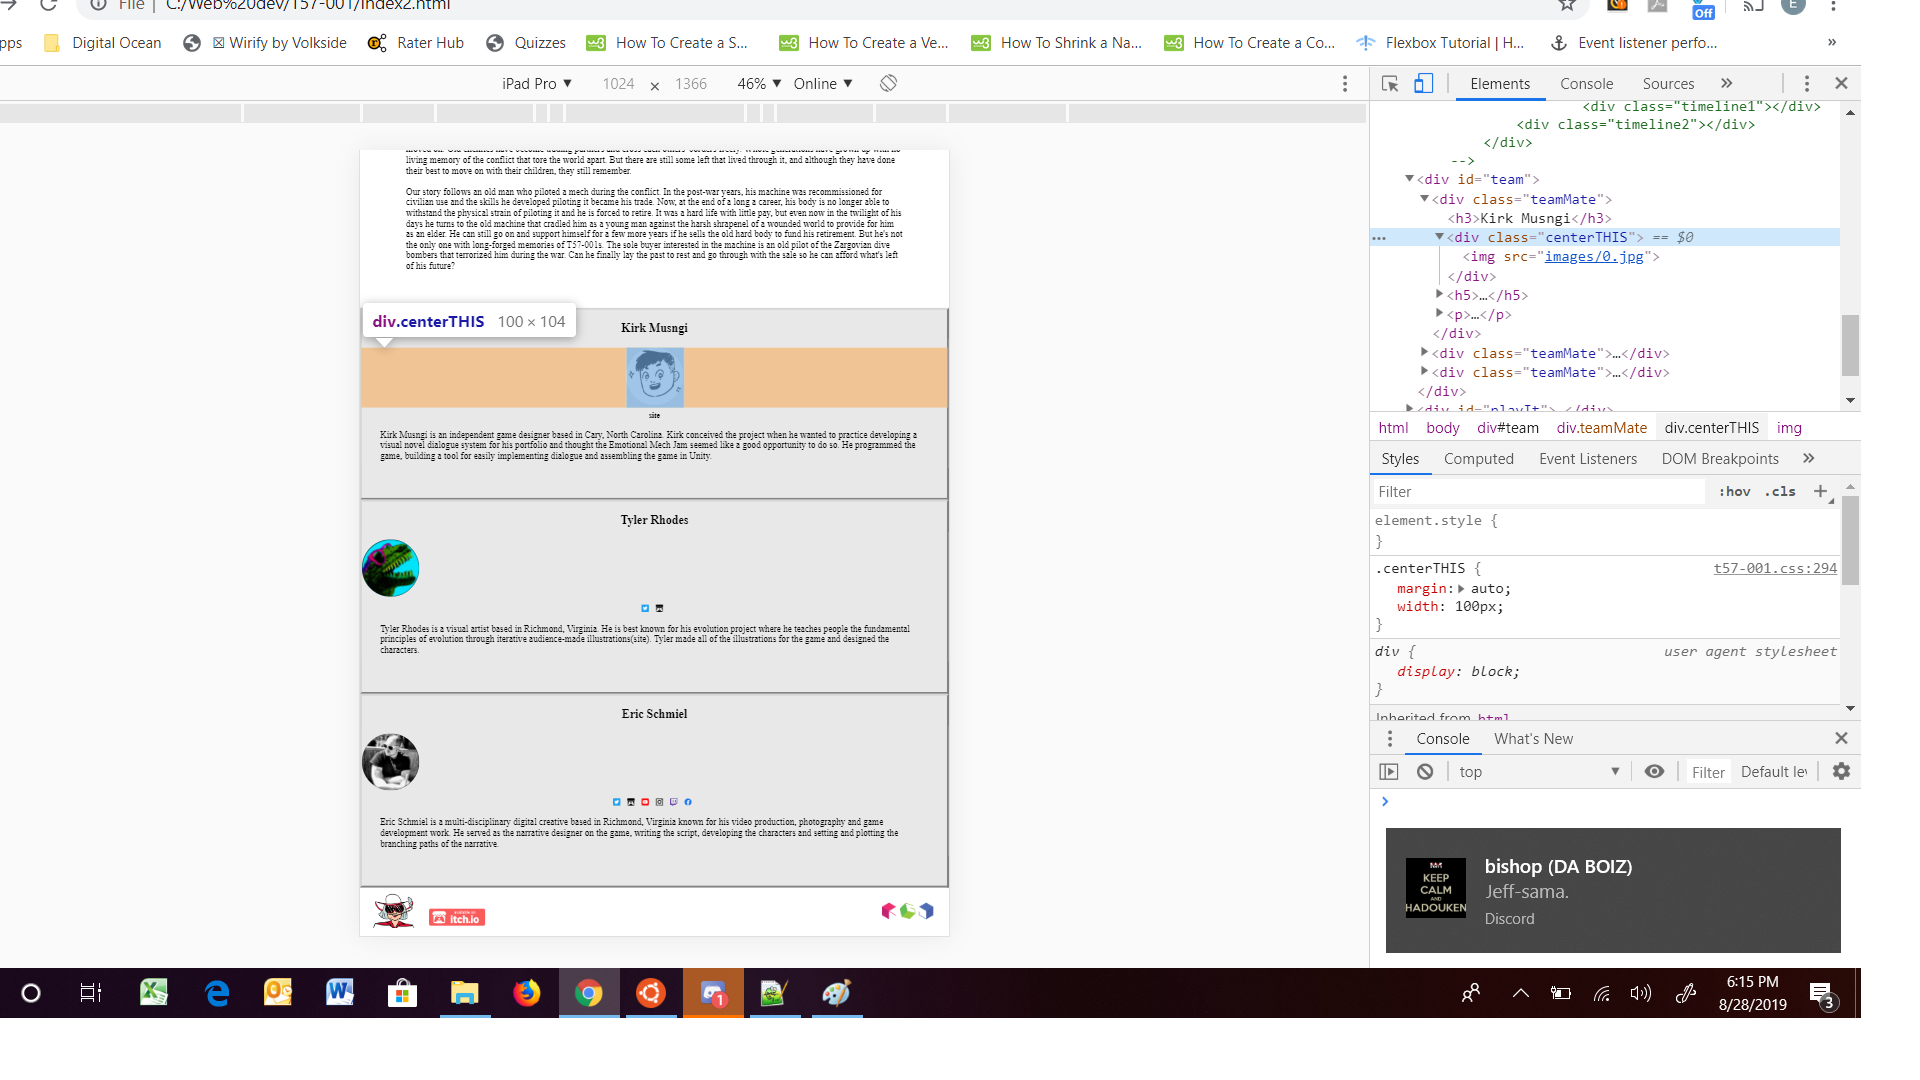 File | C:/Web%20dev/T57-001/index2.html
Off
E
pps Digital Ocean ☒ Wirify by Volkside Rater Hub Quizzes How To Create a S... How To Create a Ve... How To Shrink a Na... How To Create a Co... Flexbox Tutorial | H... Event listener perfo... »
iPad Pro ▼ 1024 × 1366 46% ▼ Online ▼
Elements Console Sources »
living memory of the conflict that tore the world apart. But there are still some left that lived through it, and although they have done
their best to move on with their children, they still remember.
Our story follows an old man who piloted a mech during the conflict. In the post-war years, his machine was recommissioned for
civilian use and the skills he developed piloting it became his trade. Now, at the end of a long a career, his body is no longer able to
withstand the physical strain of piloting it and he is forced to retire. It was a hard life with little pay, but even now in the twilight of his
days he turns to the old machine that cradled him as a young man against the harsh shrapenel of a wounded world to provide for him
as an elder. He can still go on and support himself for a few more years if he sells the old hard body to fund his retirement. But he's not
the only one with long-forged memories of T57-001s. The sole buyer interested in the machine is an old pilot of the Zargovian dive
bombers that terrorized him during the war. Can he finally lay the past to rest and go through with the sale so he can afford what's left
of his future?
div.centerTHIS 100 × 104
Kirk Musngi
site
Kirk Musngi is an independent game designer based in Cary, North Carolina. Kirk conceived the project when he wanted to practice developing a
visual novel dialogue system for his portfolio and thought the Emotional Mech Jam seemed like a good opportunity to do so. He programmed the
game, building a tool for easily implementing dialogue and assembling the game in Unity.
Tyler Rhodes
Tyler Rhodes is a visual artist based in Richmond, Virginia. He is best known for his evolution project where he teaches people the fundamental
principles of evolution through iterative audience-made illustrations(site). Tyler made all of the illustrations for the game and designed the
characters.
Eric Schmiel
Eric Schmiel is a multi-disciplinary digital creative based in Richmond, Virginia known for his video production, photography and game
development work. He served as the narrative designer on the game, writing the script, developing the characters and setting and plotting the
branching paths of the narrative.
itch.io
<div class="timeline1"></div>
<div class="timeline2"></div>
</div>
-->
<div id="team">
<div class="teamMate">
<h3>Kirk Musngi</h3>
<div class="centerTHIS"> == $0
<img src="images/0.jpg">
</div>
<h5>…</h5>
<p>…</p>
</div>
<div class="teamMate">…</div>
<div class="teamMate">…</div>
</div>
<div id="playIt"> </div>
html body div#team div.teamMate div.centerTHIS img
Styles Computed Event Listeners DOM Breakpoints »
Filter :hov .cls +
element.style {
}
.centerTHIS { t57-001.css:294
margin: auto;
width: 100px;
}
div { user agent stylesheet
display: block;
}
Inherited from html
Console What's New
top ▼ Filter Default lev
KEEP
CALM
AND
HADOUKEN
bishop (DA BOIZ)
Jeff-sama.
Discord
1
6:15 PM
8/28/2019
3